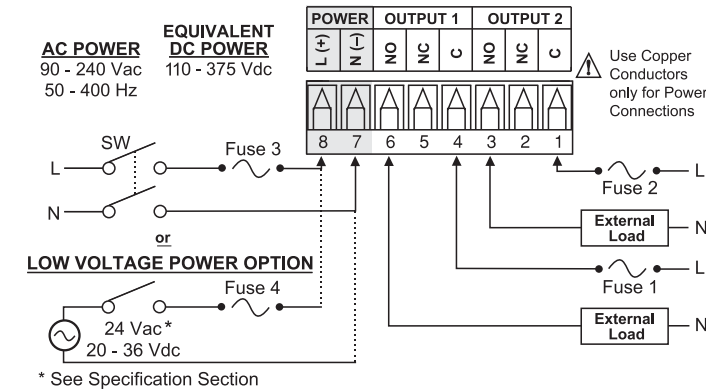 POWER OUTPUT 1 OUTPUT 2
L (+) N (–) NO NC C NO NC C
AC POWER
90 - 240 Vac
50 - 400 Hz
EQUIVALENT
DC POWER
110 - 375 Vdc
⚠ Use Copper
Conductors
only for Power
Connections
8 7 6 5 4 3 2 1
SW
Fuse 3
L
N
Fuse 2
L
External
Load
N
Fuse 1
L
External
Load
N
or
LOW VOLTAGE POWER OPTION
Fuse 4
24 Vac*
20 - 36 Vdc
* See Specification Section